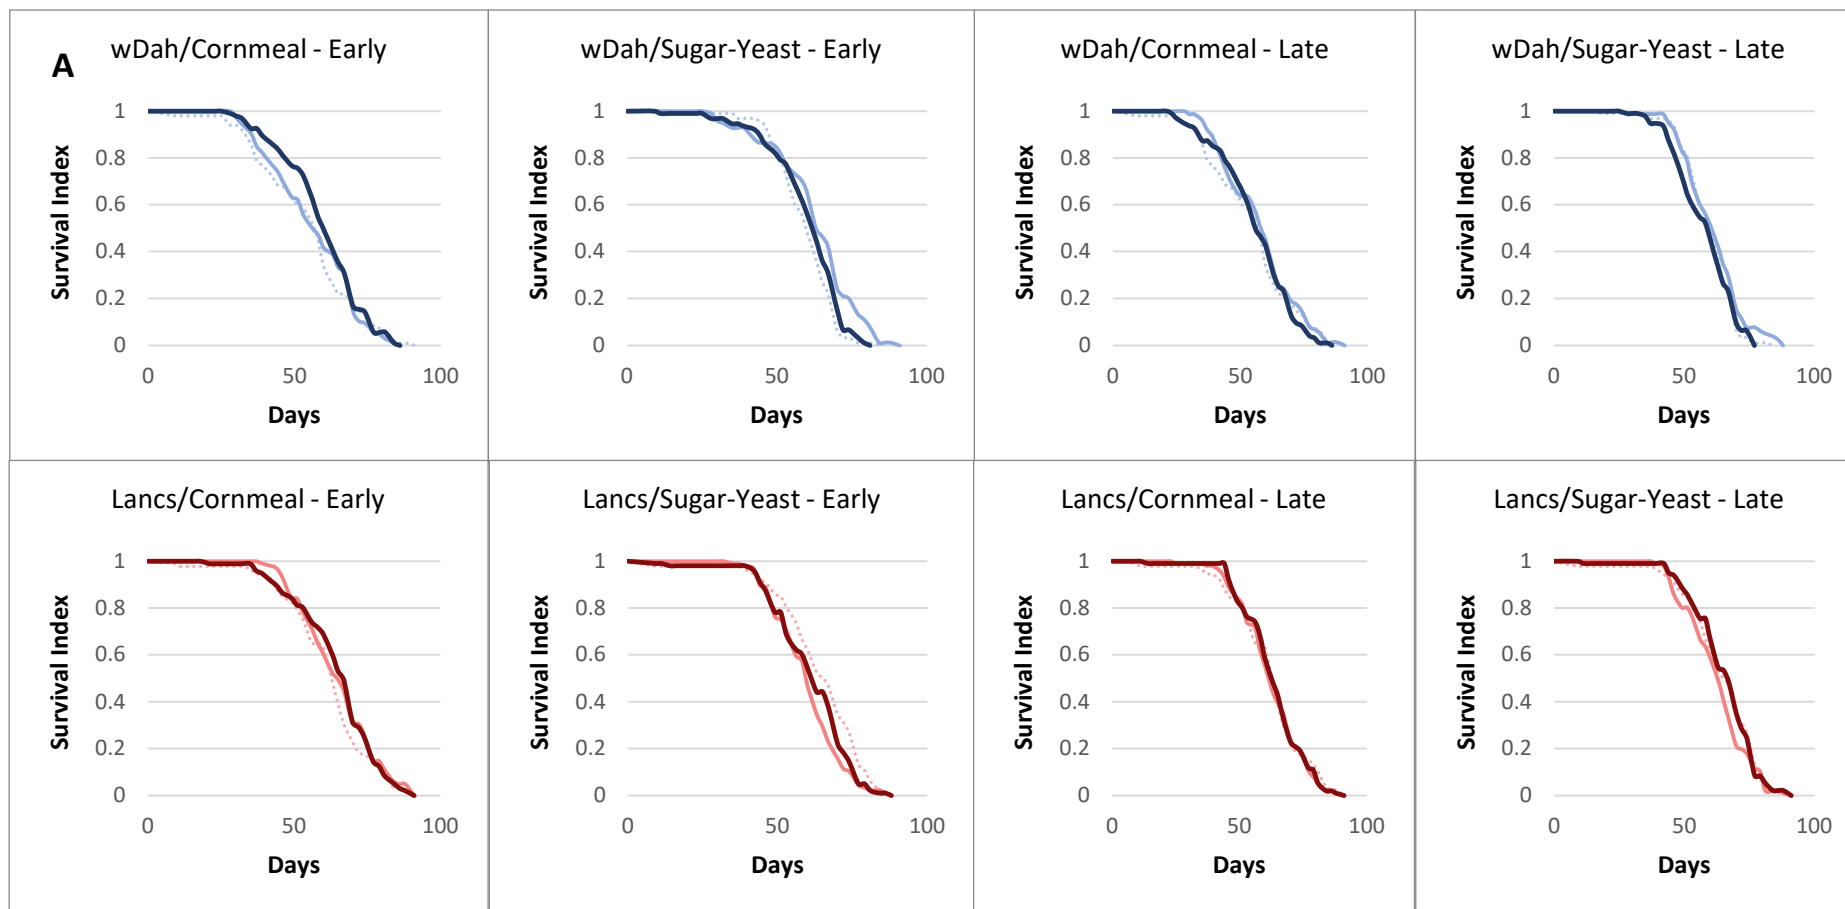 A
wDah/Cornmeal - Early
Survival Index
1
0.8
0.6
0.4
0.2
0
0 50 100
Days
wDah/Sugar-Yeast - Early
Survival Index
1
0.8
0.6
0.4
0.2
0
0 50 100
Days
wDah/Cornmeal - Late
Survival Index
1
0.8
0.6
0.4
0.2
0
0 50 100
Days
wDah/Sugar-Yeast - Late
Survival Index
1
0.8
0.6
0.4
0.2
0
0 50 100
Days
Lancs/Cornmeal - Early
Survival Index
1
0.8
0.6
0.4
0.2
0
0 50 100
Days
Lancs/Sugar-Yeast - Early
Survival Index
1
0.8
0.6
0.4
0.2
0
0 50 100
Days
Lancs/Cornmeal - Late
Survival Index
1
0.8
0.6
0.4
0.2
0
0 50 100
Days
Lancs/Sugar-Yeast - Late
Survival Index
1
0.8
0.6
0.4
0.2
0
0 50 100
Days